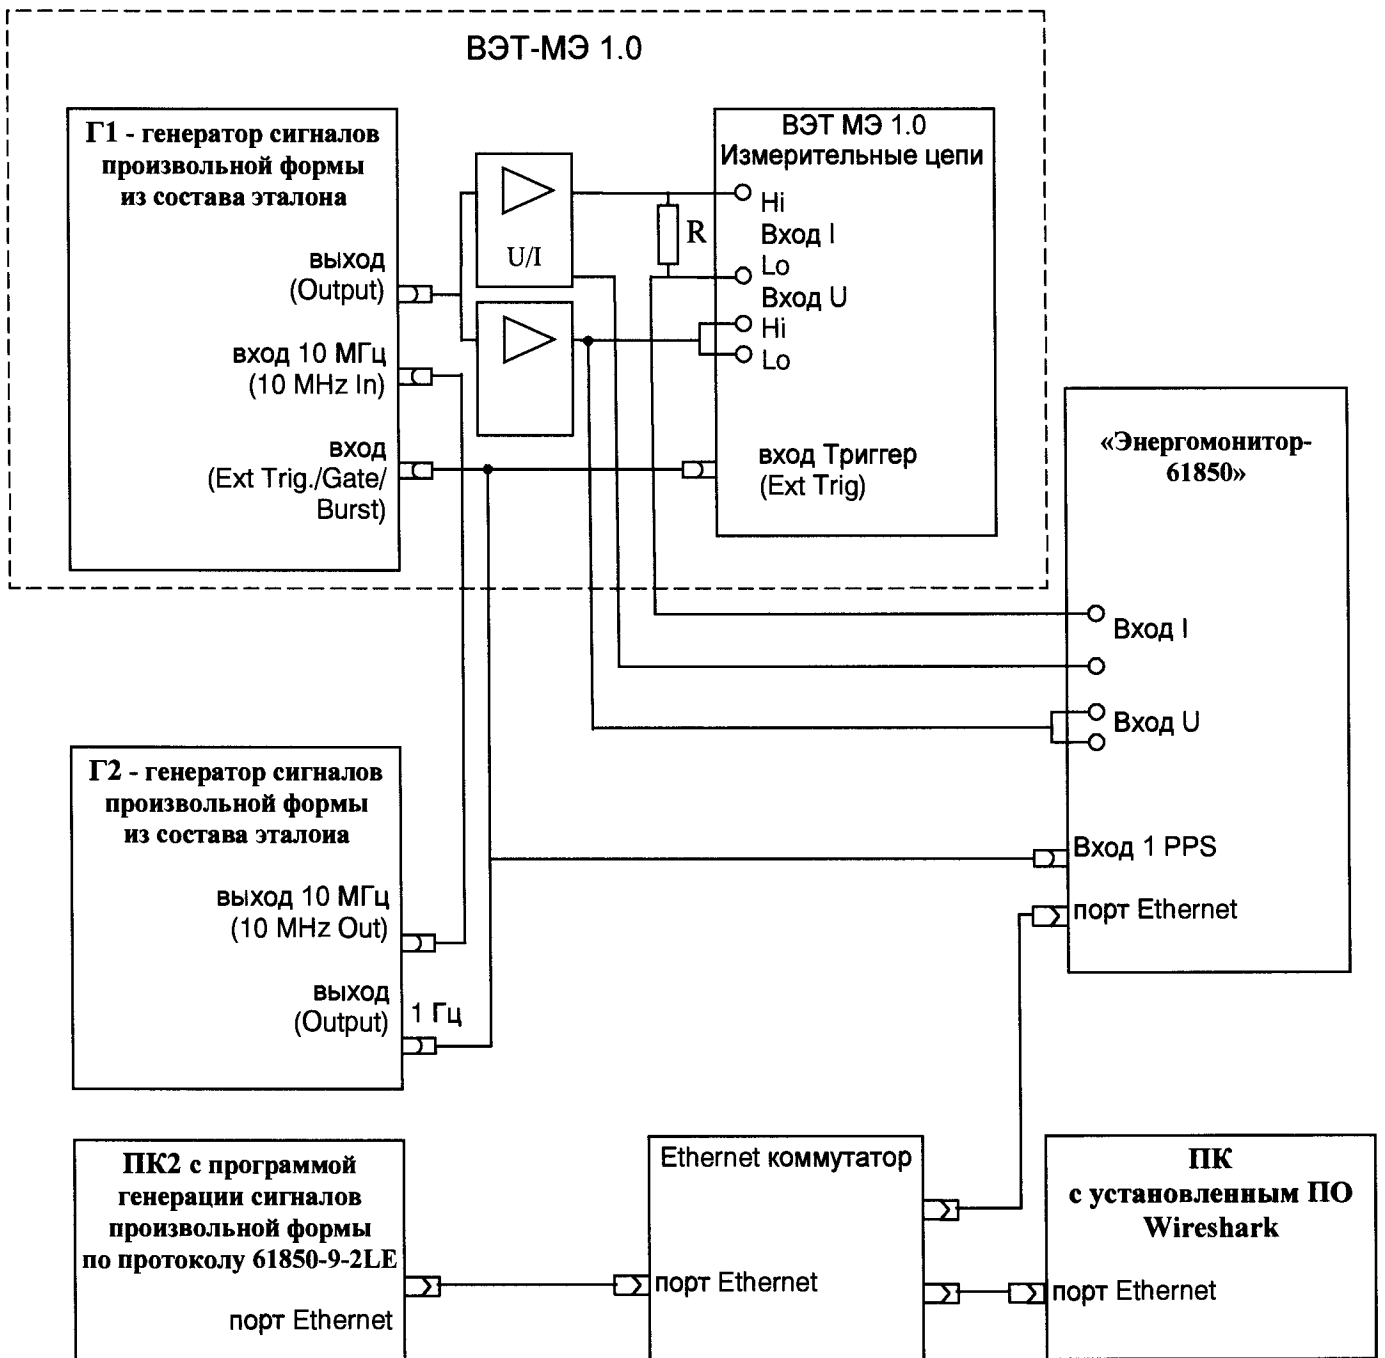 ВЭТ-МЭ 1.0
Г1 - генератор сигналов
произвольной формы
из состава эталона
выход
(Output)
вход 10 МГц
(10 MHz In)
вход
(Ext Trig./Gate/
Burst)
U/I
R
ВЭТ МЭ 1.0
Измерительные цепи
Hi
Вход I
Lo
Вход U
Hi
Lo
вход Триггер
(Ext Trig)
«Энергомонитор-
61850»
Вход I
Вход U
Вход 1 PPS
порт Ethernet
Г2 - генератор сигналов
произвольной формы
из состава эталоиа
выход 10 МГц
(10 MHz Out)
выход
(Output)
1 Гц
ПК2 с программой
генерации сигналов
произвольной формы
по протоколу 61850-9-2LE
порт Ethernet
Ethernet коммутатор
порт Ethernet
ПК
с установленным ПО
Wireshark
порт Ethernet